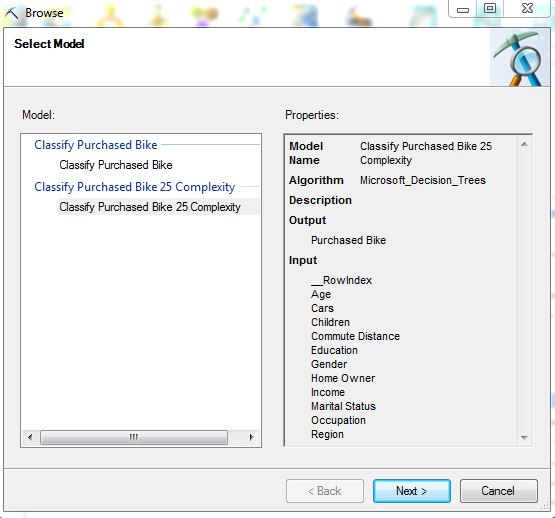 Browse
Select Model
Model:
Classify Purchased Bike
Classify Purchased Bike
Classify Purchased Bike 25 Complexity
Classify Purchased Bike 25 Complexity
Properties:
Model Name Classify Purchased Bike 25 Complexity
Algorithm Microsoft_Decision_Trees
Description
Output
Purchased Bike
Input
__RowIndex
Age
Cars
Children
Commute Distance
Education
Gender
Home Owner
Income
Marital Status
Occupation
Region
< Back Next > Cancel